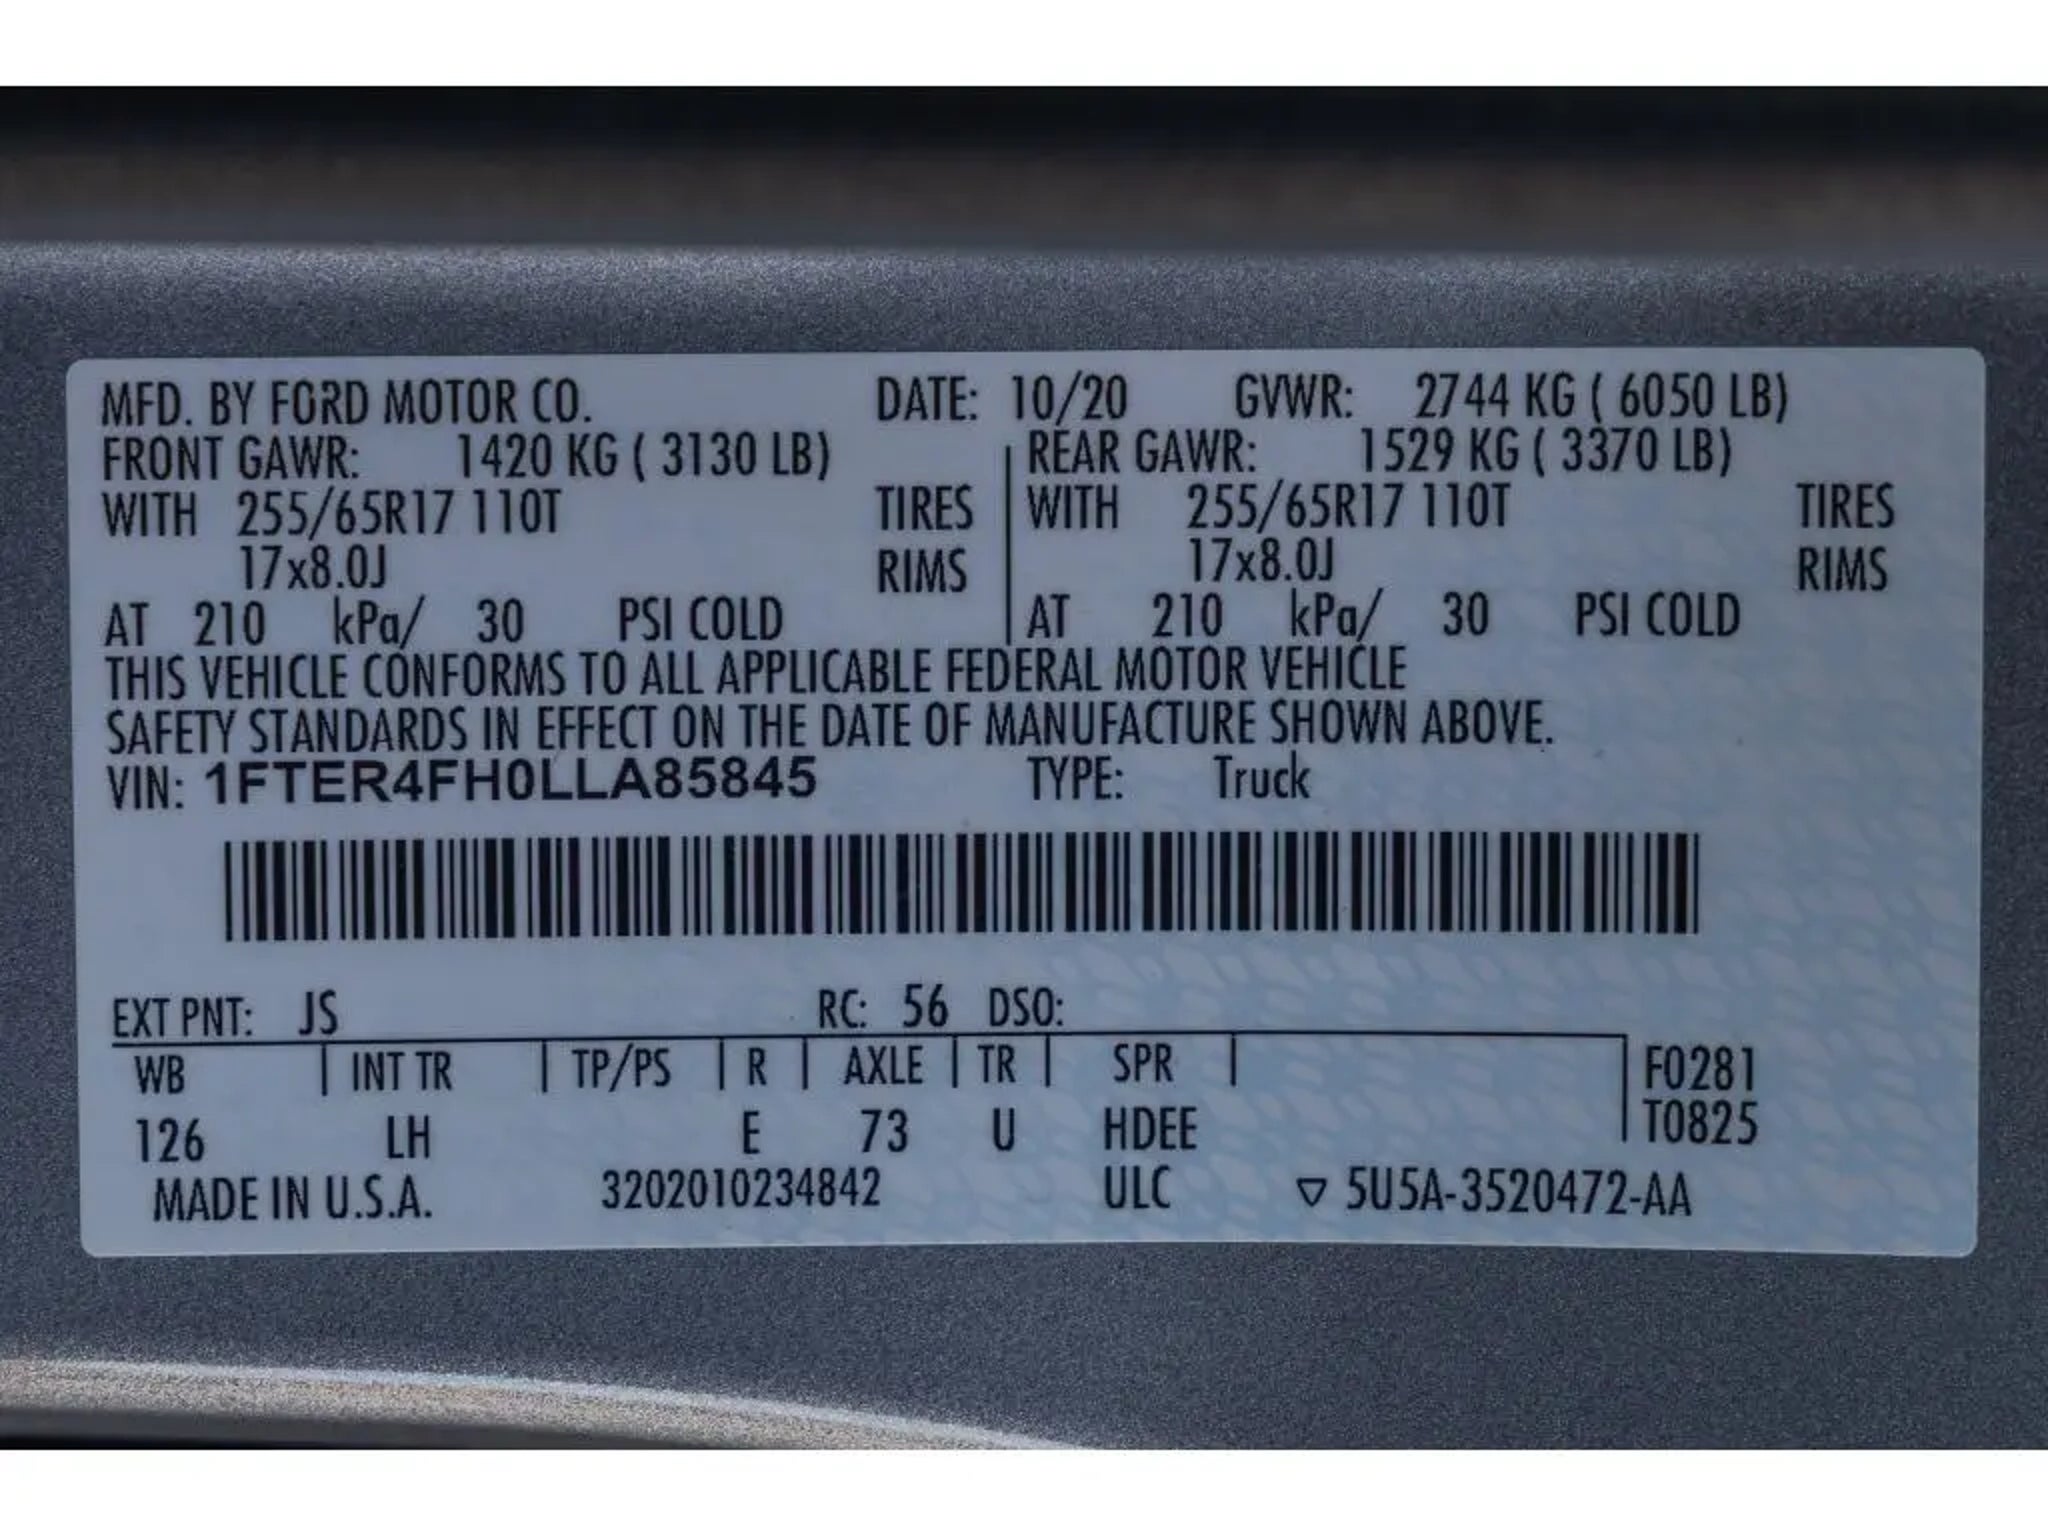 MFD. BY FORD MOTOR CO. DATE: 10/20 GVWR: 2744 KG ( 6050 LB)
FRONT GAWR: 1420 KG ( 3130 LB) REAR GAWR: 1529 KG ( 3370 LB)
WITH 255/65R17 110T TIRES WITH 255/65R17 110T TIRES
17x8.0J RIMS 17x8.0J RIMS
AT 210 kPa/ 30 PSI COLD AT 210 kPa/ 30 PSI COLD
THIS VEHICLE CONFORMS TO ALL APPLICABLE FEDERAL MOTOR VEHICLE
SAFETY STANDARDS IN EFFECT ON THE DATE OF MANUFACTURE SHOWN ABOVE.
VIN: 1FTER4FH0LLA85845 TYPE: Truck
EXT PNT: JS RC: 56 DSO:
WB INT TR TP/PS R AXLE TR SPR F0281
126 LH E 73 U HDEE T0825
MADE IN U.S.A. 3202010234842 ULC ▽ 5U5A-3520472-AA